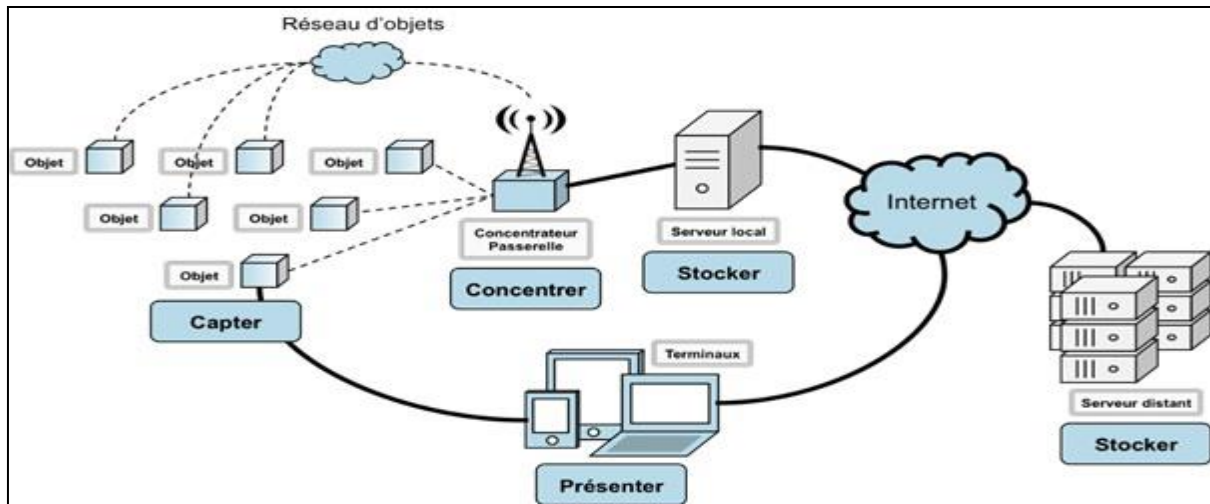 Réseau d'objets
Objet
Objet
Objet
Objet
Objet
Objet
Capter
Concentrateur
Passerelle
Concentrer
Serveur local
Stocker
Internet
Terminaux
Présenter
Serveur distant
Stocker